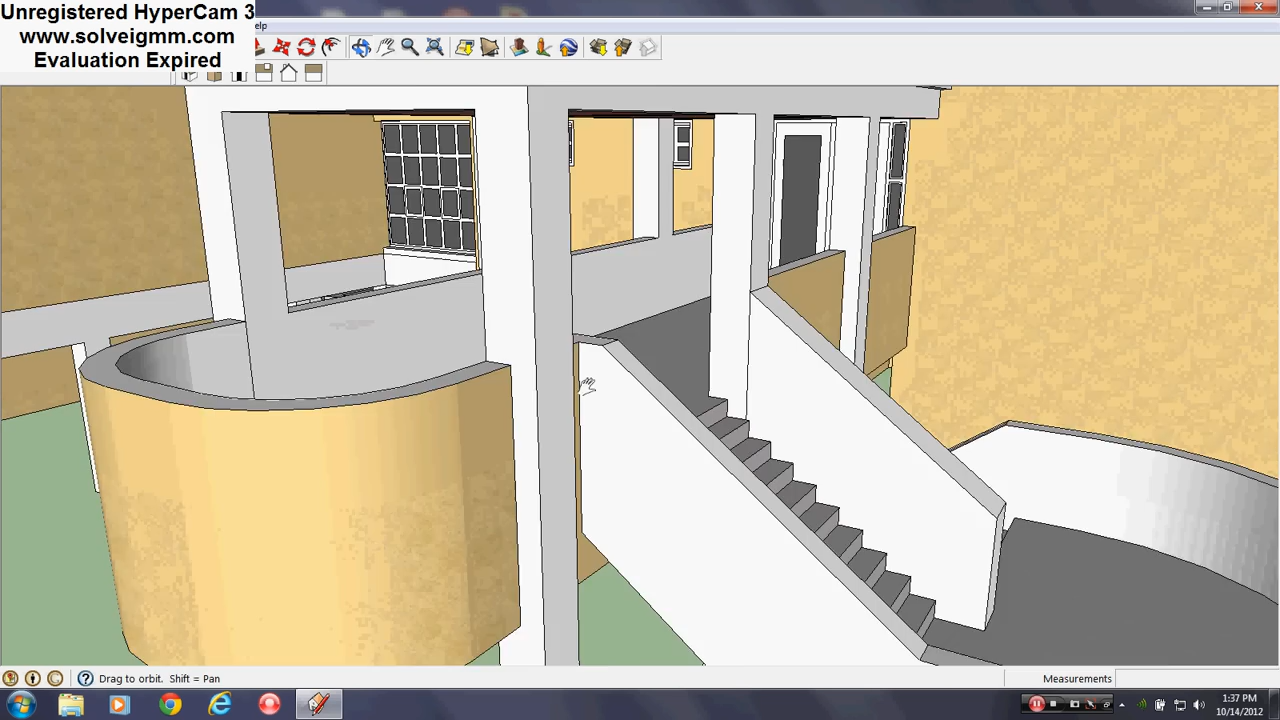 Unregistered HyperCam 3
www.solveigmm.com
Evaluation Expired
elp
Drag to orbit. Shift = Pan
Measurements
1:37 PM
10/14/2012